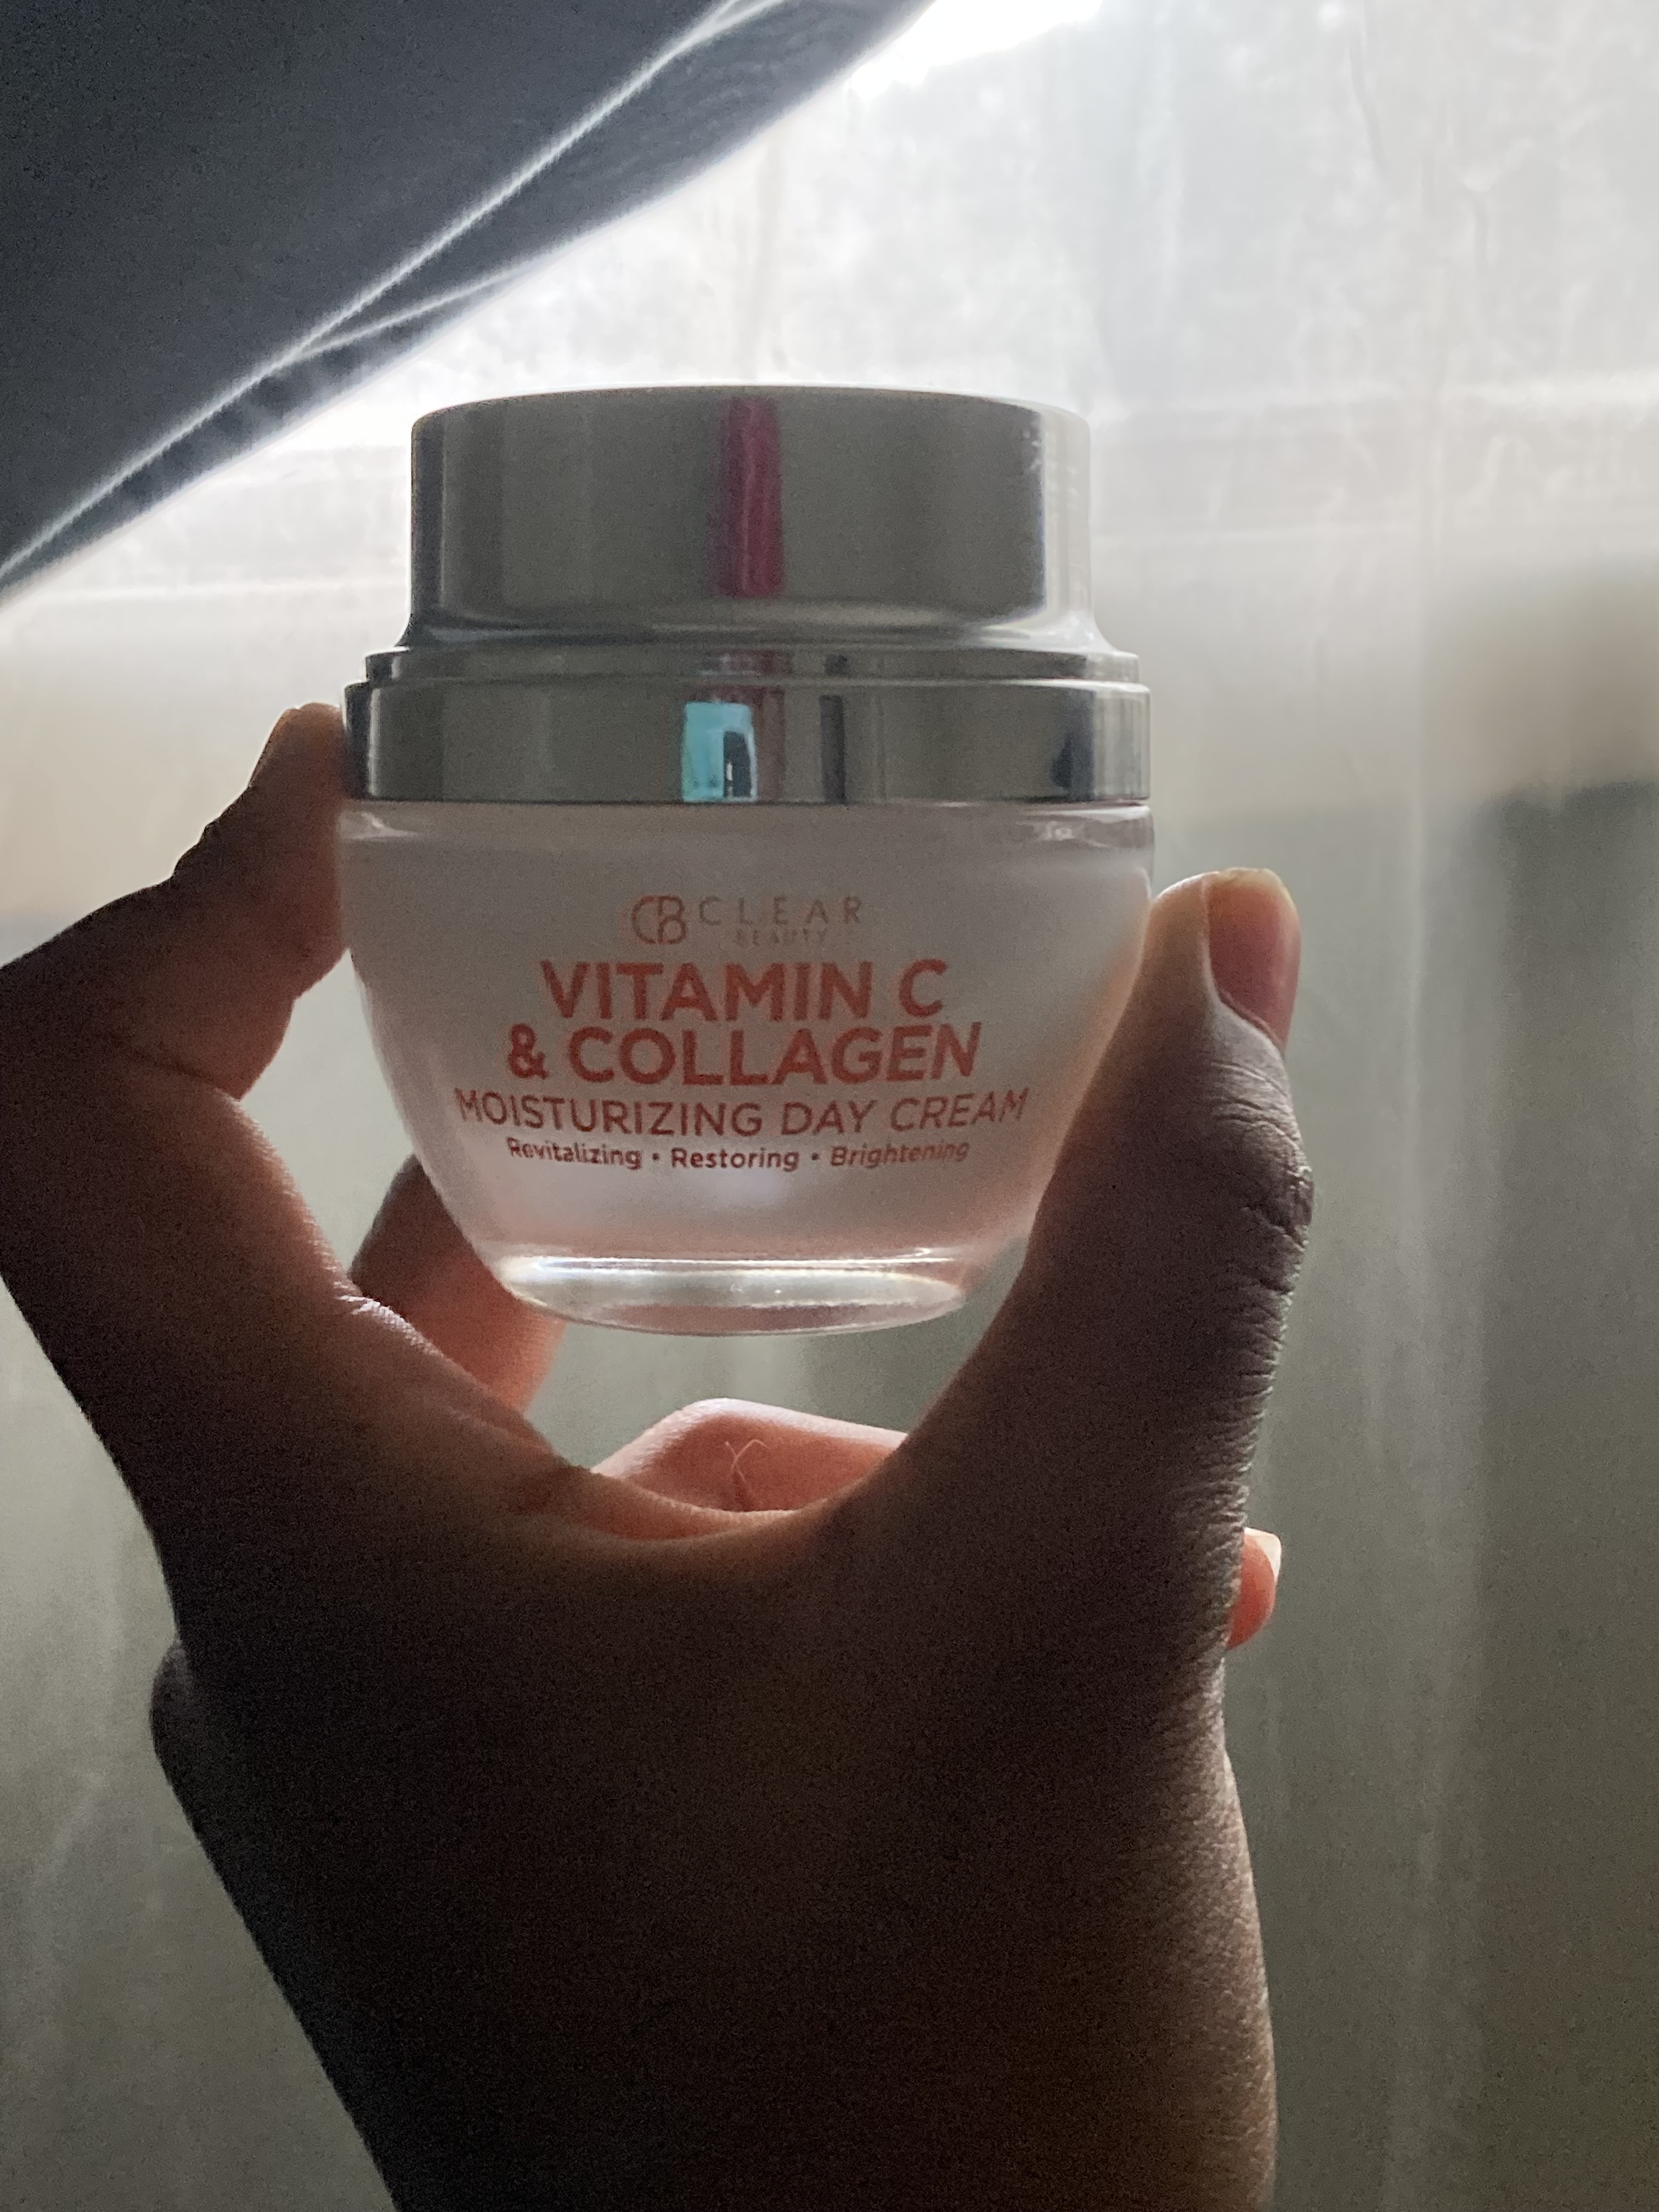 CB CLEAR
BEAUTY
VITAMIN C
& COLLAGEN
MOISTURIZING DAY CREAM
Revitalizing • Restoring • Brightening